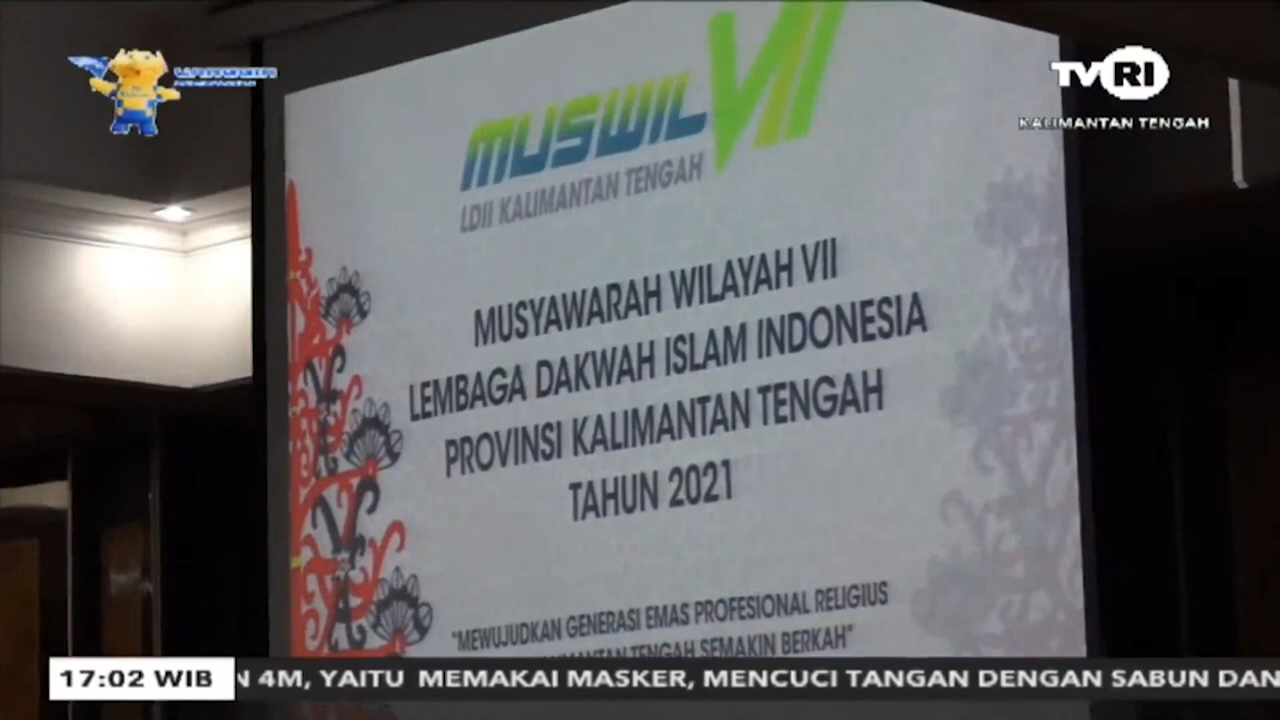 TVRI
KALIMANTAN TENGAH
MUSWIL VII
LDII KALIMANTAN TENGAH
MUSYAWARAH WILAYAH VII
LEMBAGA DAKWAH ISLAM INDONESIA
PROVINSI KALIMANTAN TENGAH
TAHUN 2021
"MEWUJUDKAN GENERASI EMAS PROFESIONAL RELIGIUS
TENGAH SEMAKIN BERKAH"
17:02 WIB
4M, YAITU MEMAKAI MASKER, MENCUCI TANGAN DENGAN SABUN DAN